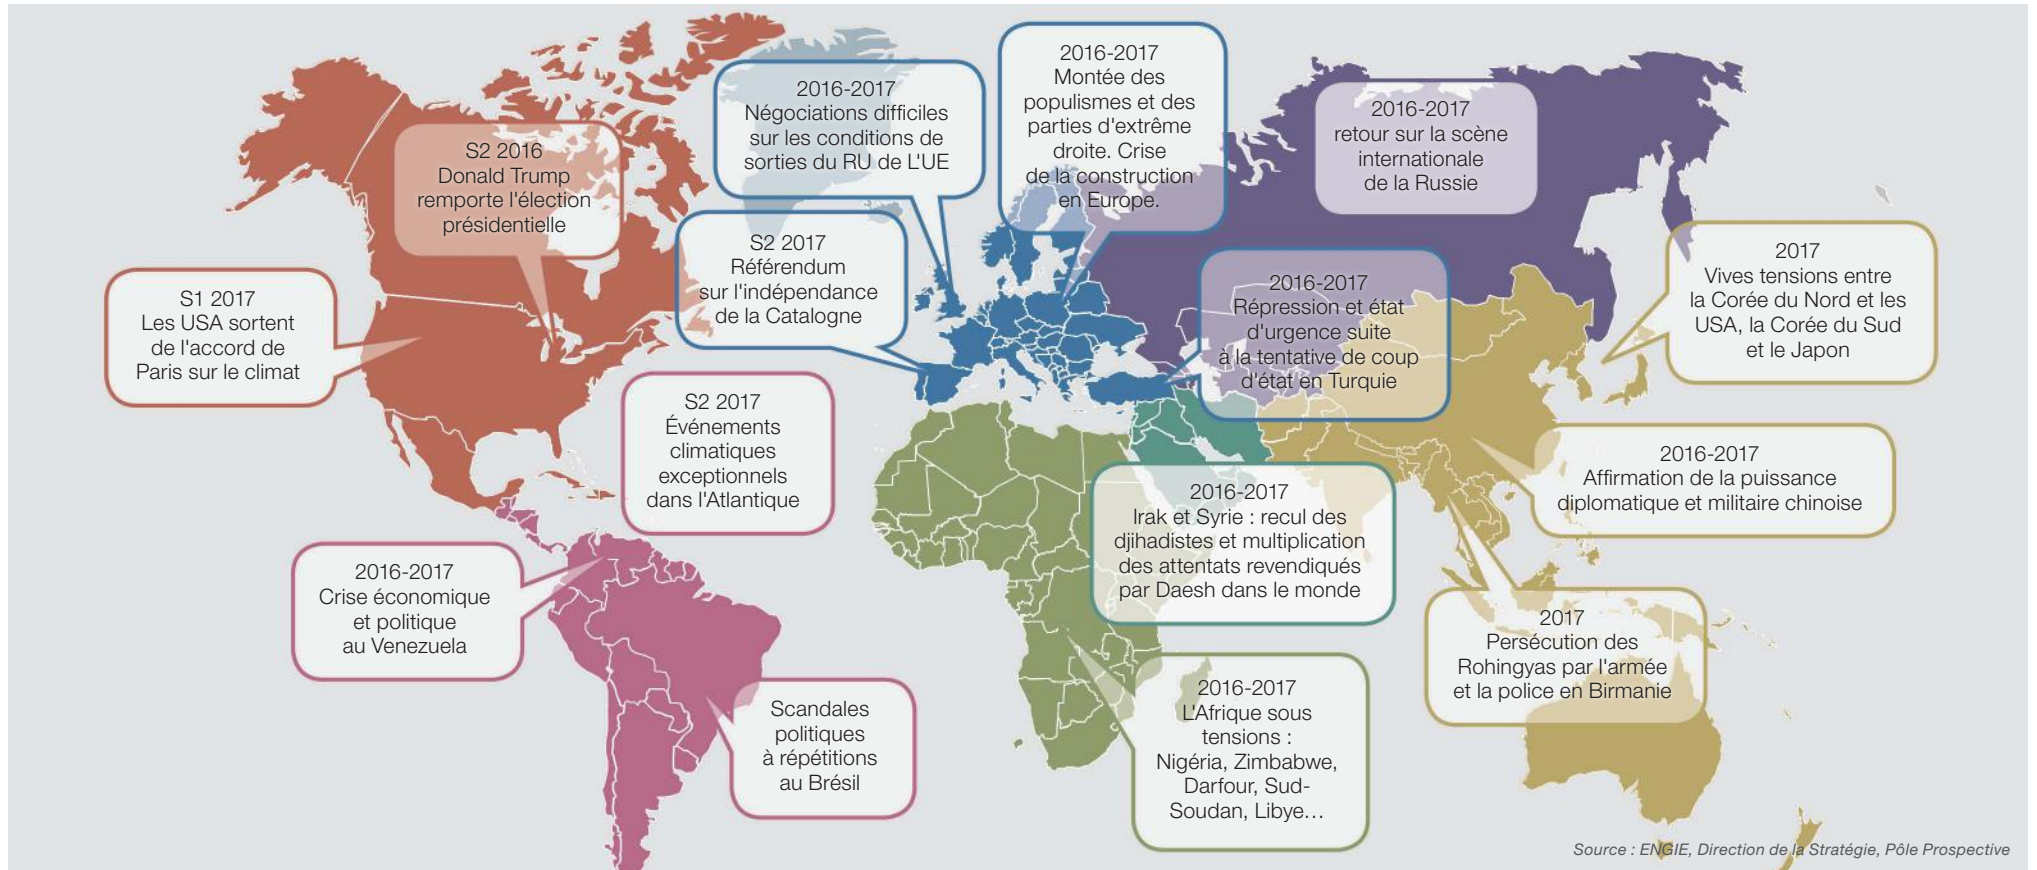 2016-2017
Négociations difficiles
sur les conditions de
sorties du RU de L'UE
2016-2017
Montée des
populismes et des
parties d'extrême
droite. Crise
de la construction
en Europe.
2016-2017
retour sur la scène
internationale
de la Russie
S2 2016
Donald Trump
remporte l'élection
présidentielle
S2 2017
Référendum
sur l'indépendance
de la Catalogne
2016-2017
Répression et état
d'urgence suite
à la tentative de coup
d'état en Turquie
2017
Vives tensions entre
la Corée du Nord et les
USA, la Corée du Sud
et le Japon
S1 2017
Les USA sortent
de l'accord de
Paris sur le climat
S2 2017
Événements
climatiques
exceptionnels
dans l'Atlantique
2016-2017
Affirmation de la puissance
diplomatique et militaire chinoise
2016-2017
Irak et Syrie : recul des
djihadistes et multiplication
des attentats revendiqués
par Daesh dans le monde
2016-2017
Crise économique
et politique
au Venezuela
2017
Persécution des
Rohingyas par l'armée
et la police en Birmanie
Scandales
politiques
à répétitions
au Brésil
2016-2017
L'Afrique sous
tensions :
Nigéria, Zimbabwe,
Darfour, Sud-
Soudan, Libye…
Source : ENGIE, Direction de la Stratégie, Pôle Prospective